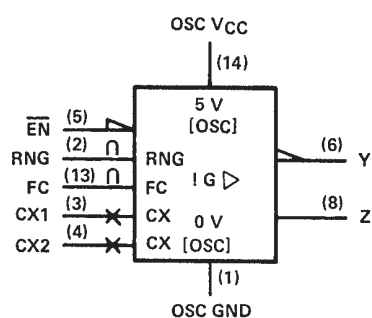 OSC VCC
(14)
5 V
[OSC]
EN (5)
RNG (2) RNG
FC (13) FC
CX1 (3) CX
CX2 (4) CX
! G ▷
0 V
[OSC]
(6) Y
(8) Z
(1)
OSC GND